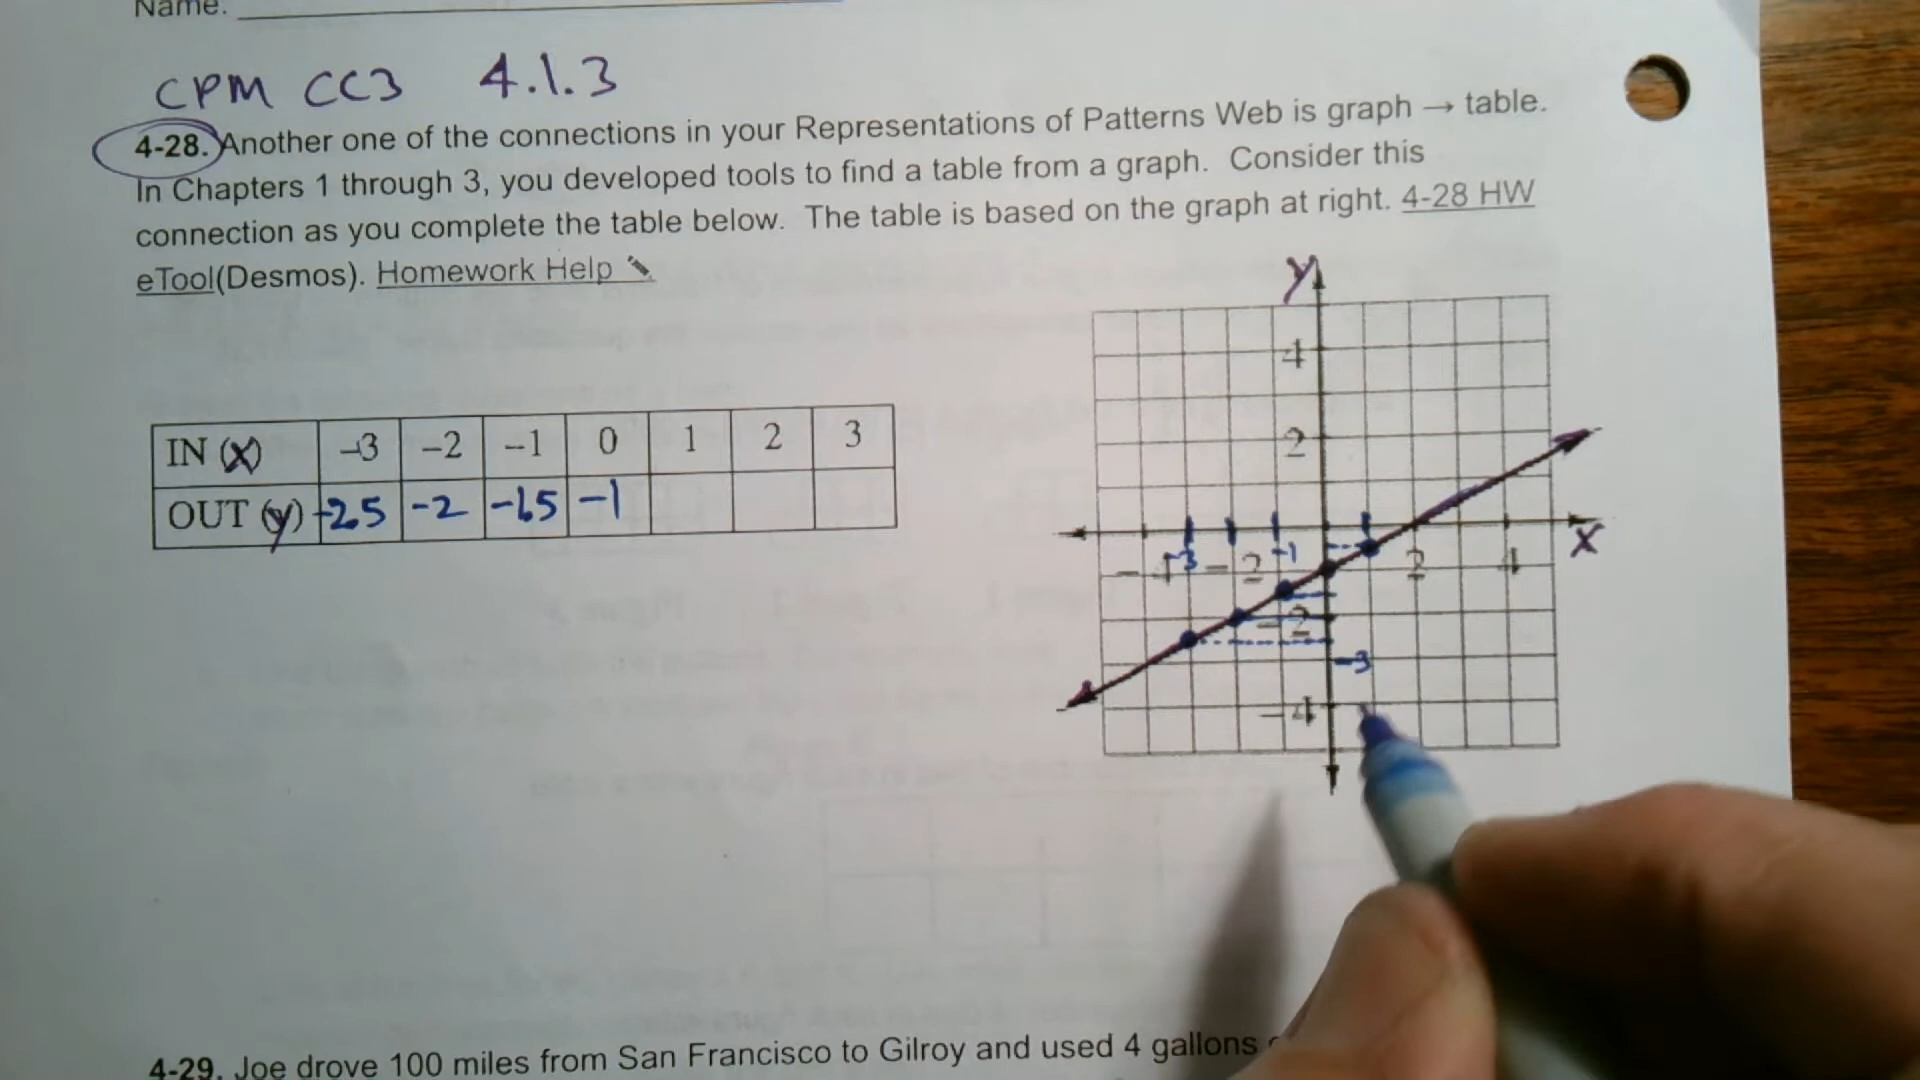 Name:
CPM CC3 4.1.3
4-28. Another one of the connections in your Representations of Patterns Web is graph → table.
In Chapters 1 through 3, you developed tools to find a table from a graph. Consider this
connection as you complete the table below. The table is based on the graph at right. 4-28 HW
eTool(Desmos). Homework Help ✎
y
4
2
IN (x) -3 -2 -1 0 1 2 3
OUT (y) -2.5 -2 -1.5 -1
x
-4 -3 -2 -1 2 4
-2
-3
-4
4-29. Joe drove 100 miles from San Francisco to Gilroy and used 4 gallons